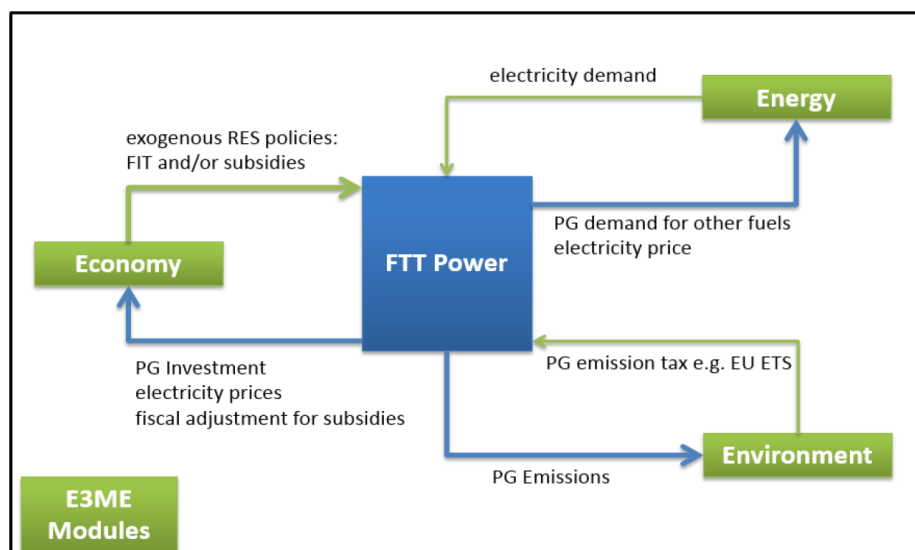 electricity demand
Energy
exogenous RES policies:
FIT and/or subsidies
PG demand for other fuels
electricity price
FTT Power
Economy
PG Investment
electricity prices
fiscal adjustment for subsidies
PG emission tax e.g. EU ETS
Environment
PG Emissions
E3ME
Modules